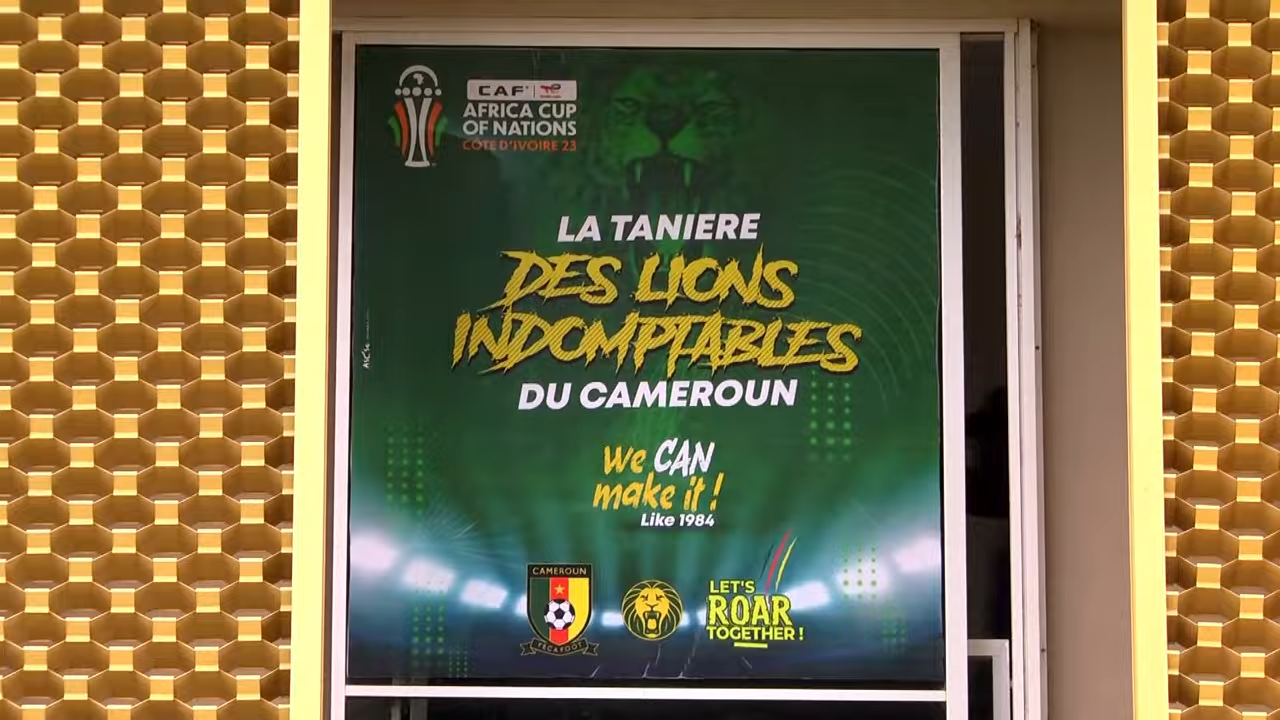 CAF
AFRICA CUP
OF NATIONS
CÔTE D'IVOIRE 23
LA TANIERE
DES LIONS
INDOMPTABLES
DU CAMEROUN
We CAN
make it !
Like 1984
CAMEROUN
FECAFOOT
LET'S
ROAR
TOGETHER !